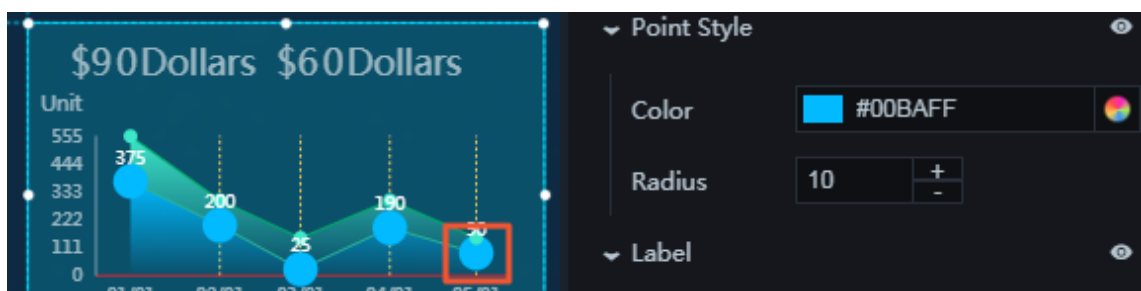 $90Dollars $60Dollars
Unit
555
444
333
222
111
0
375
200
25
190
Point Style
Color
#00BAFF
Radius
10
+
-
Label